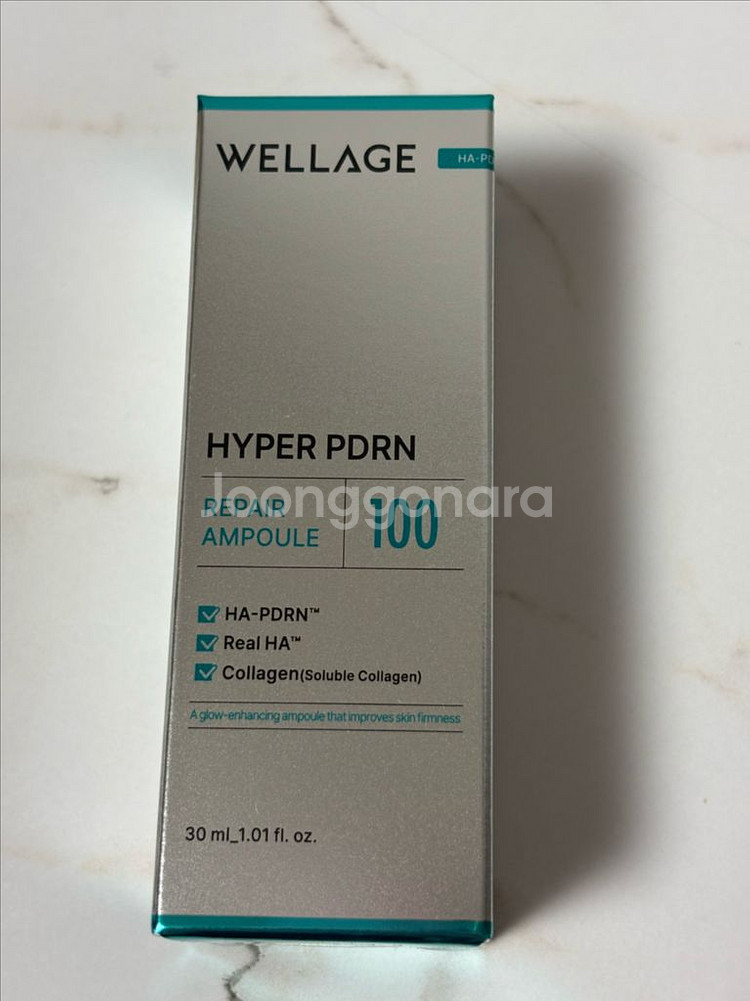 WELLAGE
HYPER PDRN
REPAIR
AMPOULE
100
Joonggonara
HA-PDRN™
Real HA™
Collagen(Soluble Collagen)
A glow-enhancing ampoule that improves skin firmness
30 ml_1.01 fl. oz.